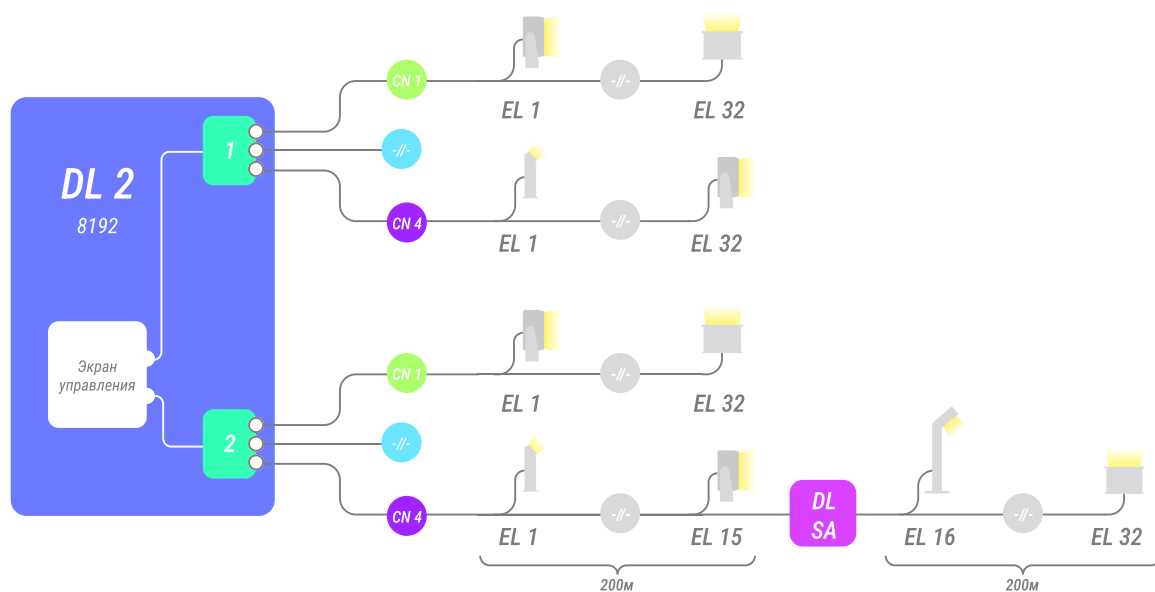 CN 1
-//-
EL 1
EL 32
1
-//-
DL 2
8192
CN 4
-//-
EL 1
EL 32
Экран
управления
CN 1
-//-
EL 1
EL 32
2
-//-
CN 4
-//-
DL
SA
-//-
EL 1
EL 15
EL 16
EL 32
200м
200м